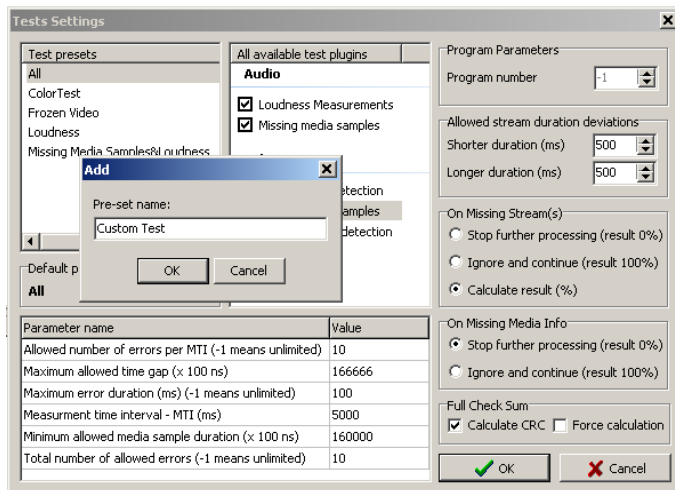 Tests Settings
Test presets
All
ColorTest
Frozen Video
Loudness
Missing Media Samples&Loudness
All available test plugins
Audio
Loudness Measurements
Missing media samples
etection
amples
detection
Add
Pre-set name:
Custom Test
OK
Cancel
Default p
All
Parameter name Value
Allowed number of errors per MTI (-1 means unlimited) 10
Maximum allowed time gap (x 100 ns) 166666
Maximum error duration (ms) (-1 means unlimited) 100
Measurment time interval - MTI (ms) 5000
Minimum allowed media sample duration (x 100 ns) 160000
Total number of allowed errors (-1 means unlimited) 10
Program Parameters
Program number -1
Allowed stream duration deviations
Shorter duration (ms) 500
Longer duration (ms) 500
On Missing Stream(s)
Stop further processing (result 0%)
Ignore and continue (result 100%)
Calculate result (%)
On Missing Media Info
Stop further processing (result 0%)
Ignore and continue (result 100%)
Full Check Sum
Calculate CRC Force calculation
OK Cancel